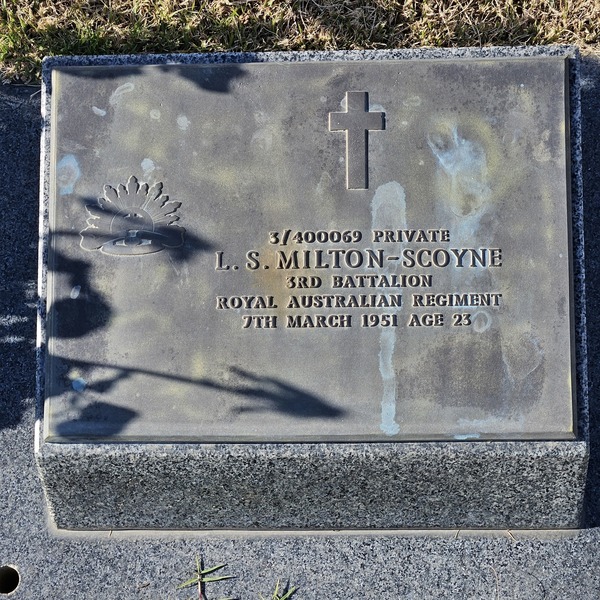 3/400069 PRIVATE
L. S. MILTON-SCOYNE
3RD BATTALION
ROYAL AUSTRALIAN REGIMENT
7TH MARCH 1951 AGE 23